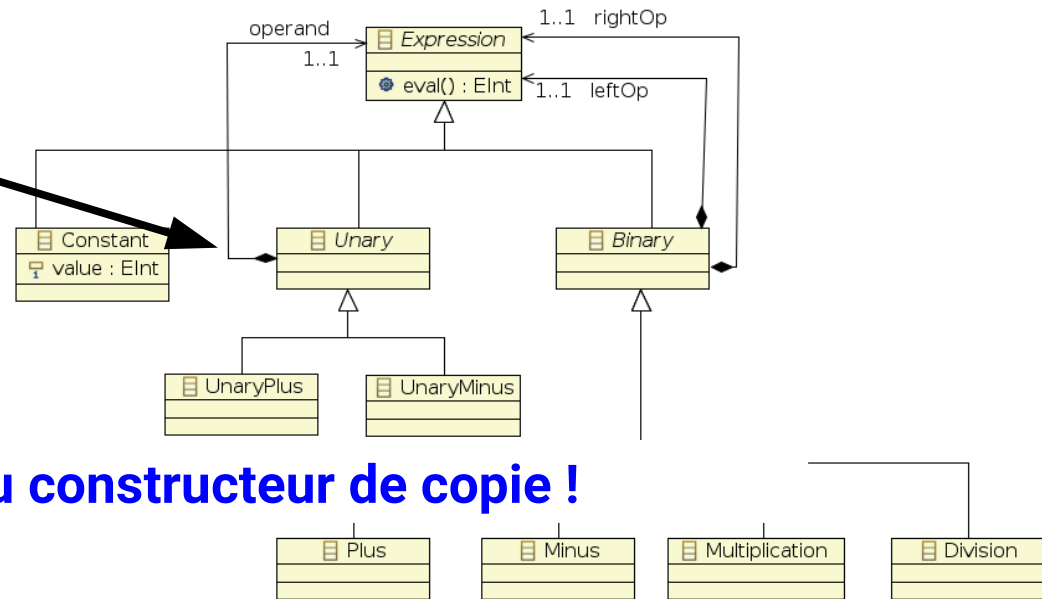 operand
1..1
Expression
eval() : EInt
1..1 rightOp
1..1 leftOp
Constant
value : EInt
Unary
Binary
UnaryPlus
UnaryMinus
u constructeur de copie !
Plus
Minus
Multiplication
Division